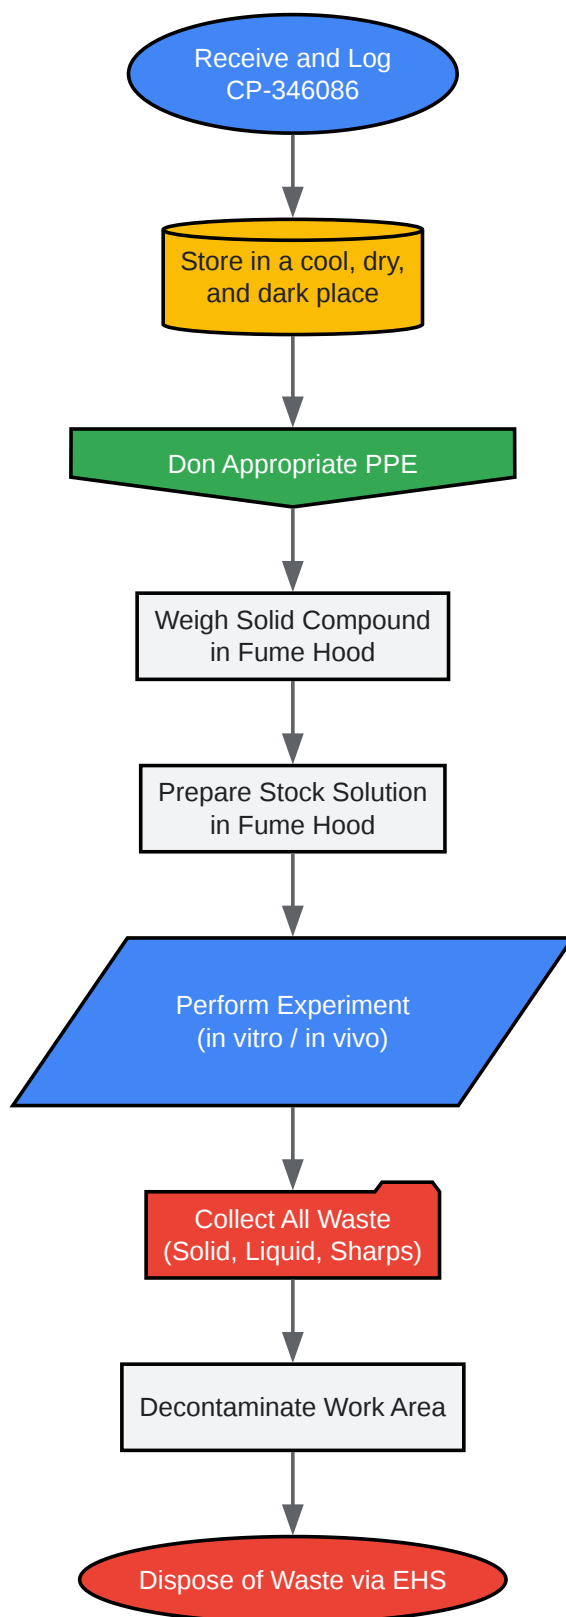 Receive and Log
CP-346086
Store in a cool, dry,
and dark place
Don Appropriate PPE
Weigh Solid Compound
in Fume Hood
Prepare Stock Solution
in Fume Hood
Perform Experiment
(in vitro / in vivo)
Collect All Waste
(Solid, Liquid, Sharps)
Decontaminate Work Area
Dispose of Waste via EHS